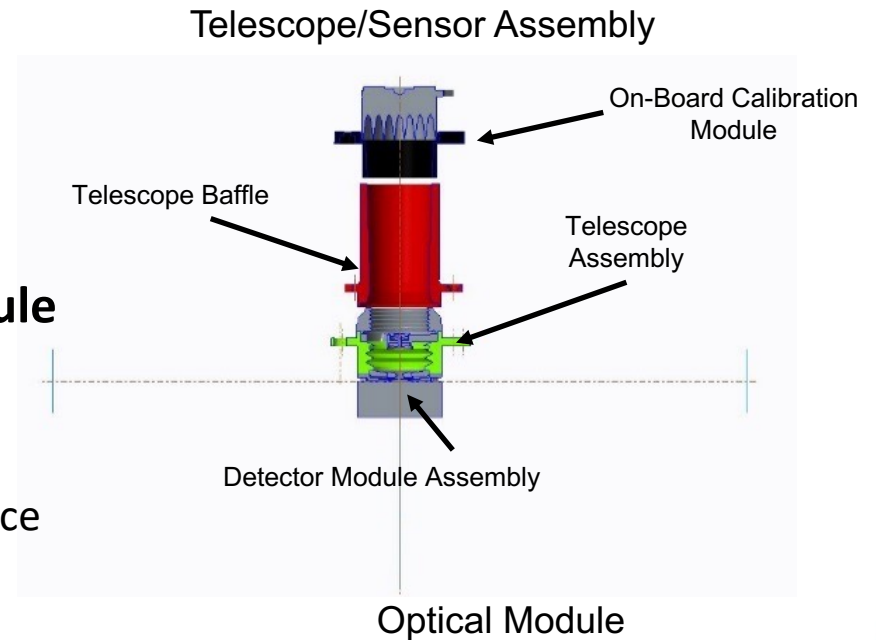 Telescope/Sensor Assembly
On-Board Calibration
Module
Telescope Baffle
Telescope
Assembly
ule
Detector Module Assembly
ce
Optical Module